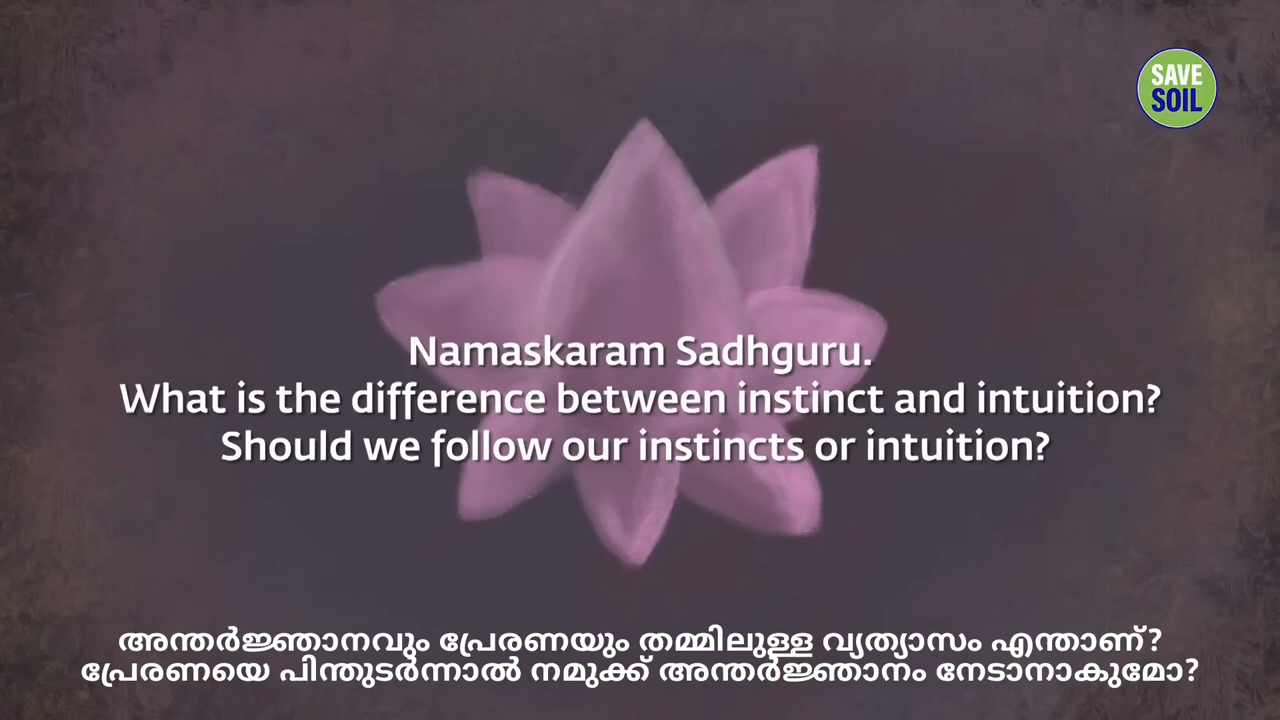 SAVE
SOIL
Namaskaram Sadhguru.
What is the difference between instinct and intuition?
Should we follow our instincts or intuition?
അന്തർജ്ഞാനവും പ്രേരണയും തമ്മിലുള്ള വ്യത്യാസം എന്താണ്?
പ്രേരണയെ പിന്തുടർന്നാൽ നമുക്ക് അന്തർജ്ഞാനം നേടാനാകുമോ?